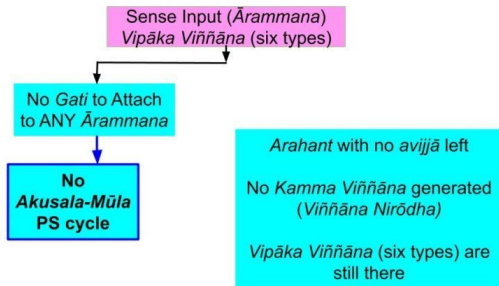 Sense Input (Ārammana)
Vipāka Viññāna (six types)
No Gati to Attach
to ANY Ārammana
No
Akusala-Mūla
PS cycle
Arahant with no avijjā left
No Kamma Viññāna generated
(Viññāna Nirōdha)
Vipāka Viññāna (six types) are
still there